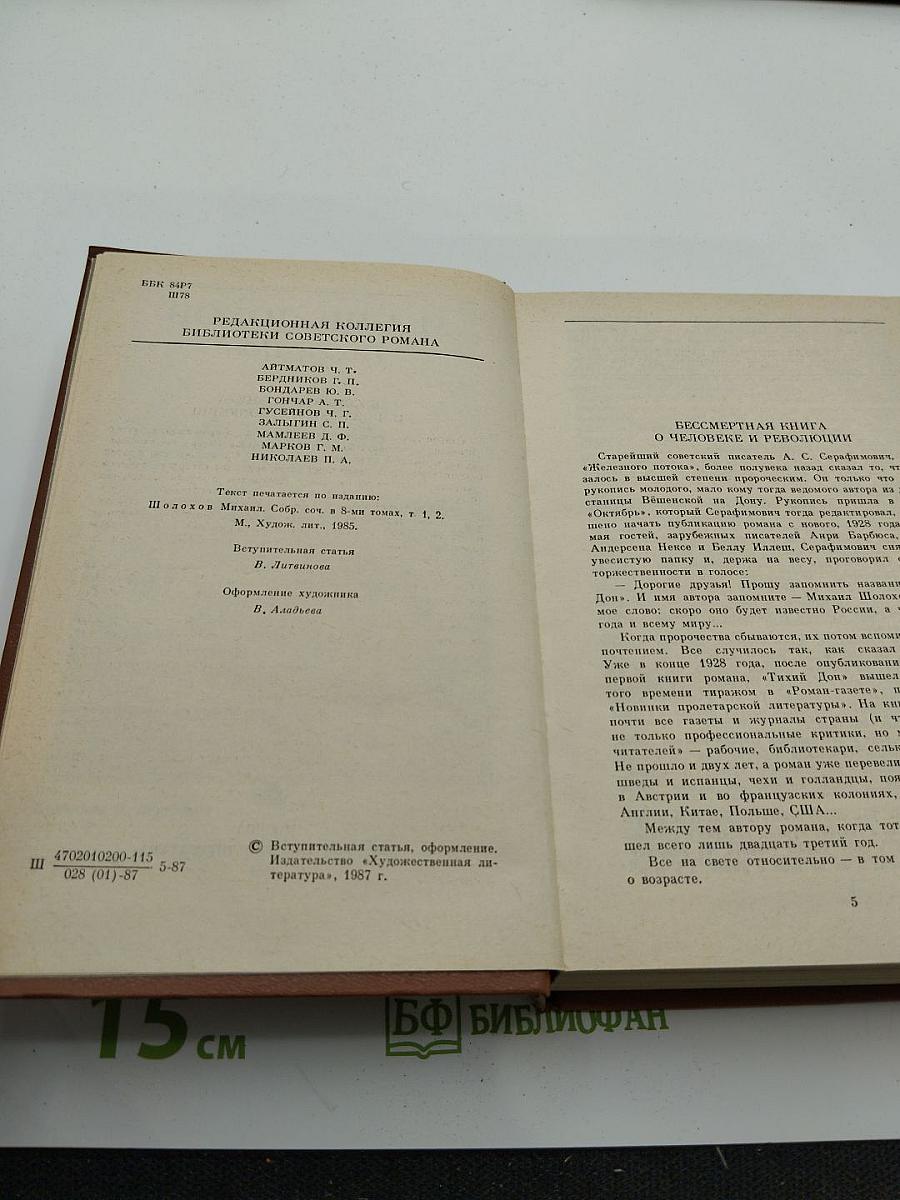 ББК 84Р7
Ш78
РЕДАКЦИОННАЯ КОЛЛЕГИЯ
БИБЛИОТЕКИ СОВЕТСКОГО РОМАНА
АЙТМАТОВ Ч. Т.
БЕРДНИКОВ Г. П.
БОНДАРЕВ Ю. В.
ГОНЧАР А. Т.
ГУСЕЙНОВ Ч. Г.
ЗАЛЫГИН С. П.
МАМЛЕЕВ Д. Ф.
МАРКОВ Г. М.
НИКОЛАЕВ П. А.
Текст печатается по изданию:
Шолохов Михаил. Собр. соч. в 8-ми томах, т. 1, 2.
М., Худож. лит., 1985.
Вступительная статья
В. Литвинова
Оформление художника
В. Аладьева
Ш 4702010200-115
028 (01)-87 5-87
© Вступительная статья, оформление.
Издательство «Художественная ли-
тература», 1987 г.
БЕССМЕРТНАЯ КНИГА
О ЧЕЛОВЕКЕ И РЕВОЛЮЦИИ
Старейший советский писатель А. С. Серафимович,
«Железного потока», более полувека назад сказал то, чт
залось в высшей степени пророческим. Он только что
рукопись молодого, мало кому тогда ведомого автора из
станицы Вёшенской на Дону. Рукопись пришла в
«Октябрь», который Серафимович тогда редактировал,
шено начать публикацию романа с нового, 1928 года
мая гостей, зарубежных писателей Анри Барбюса,
Андерсена Нексе и Беллу Иллеш, Серафимович сня
увесистую папку и, держа на весу, проговорил
торжественности в голосе:
— Дорогие друзья! Прошу запомнить названи
Дон». И имя автора запомните — Михаил Шолохо
мое слово: скоро оно будет известно России, а ч
года и всему миру...
Когда пророчества сбываются, их потом вспоми
почтением. Все случилось так, как сказал
Уже в конце 1928 года, после опубликовани
первой книги романа, «Тихий Дон» вышел
того времени тиражом в «Роман-газете», п
«Новинки пролетарской литературы». На кни
почти все газеты и журналы страны (и чт
не только профессиональные критики, но м
читателей» — рабочие, библиотекари, сельк
Не прошло и двух лет, а роман уже перевели
шведы и испанцы, чехи и голландцы, поя
в Австрии и во французских колониях,
Англии, Китае, Польше, США...
Между тем автору романа, когда тот
шел всего лишь двадцать третий год.
Все на свете относительно — в том
о возрасте.
5
15 см
БФ БИБЛИОФАН